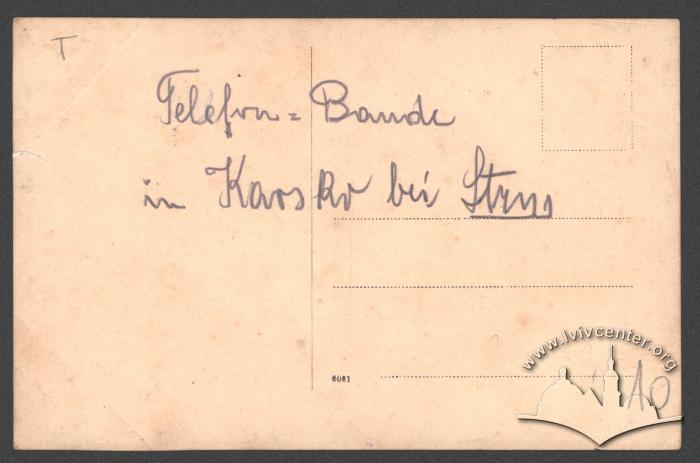 T
Telefon = Bande
in Karsko bei Stryj
6061
www.lvivcenter.org